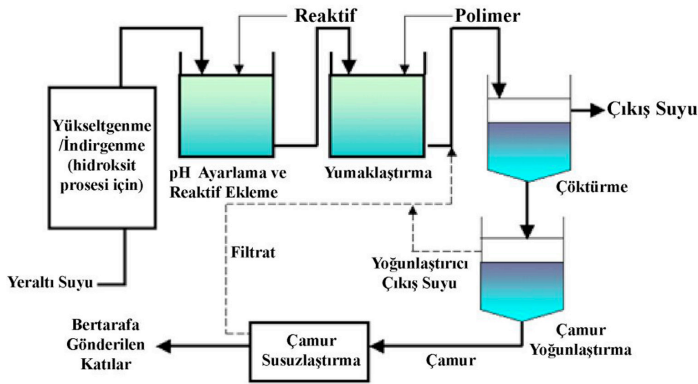 Reaktif
Polimer
Yükseltgenme
/İndirgenme
(hidroksit
prosesi için)
pH Ayarlama ve
Reaktif Ekleme
Yumaklaştırma
Çıkış Suyu
Çöktürme
Yeraltı Suyu
Filtrat
Yoğunlaştırıcı
Çıkış Suyu
Bertarafa
Gönderilen
Katılar
Çamur
Susuzlaştırma
Çamur
Çamur
Yoğunlaştırma